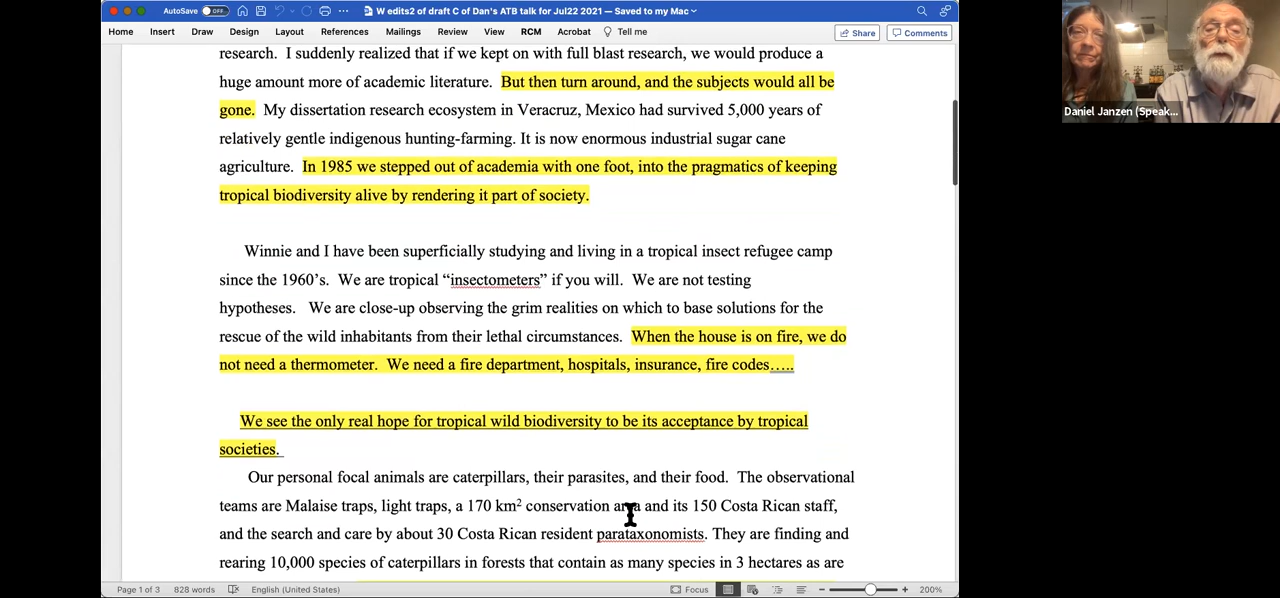 AutoSave OFF W edits2 of draft C of Dan's ATB talk for Jul22 2021 — Saved to my Mac
Home Insert Draw Design Layout References Mailings Review View RCM Acrobat Tell me Share Comments
research. I suddenly realized that if we kept on with full blast research, we would produce a
huge amount more of academic literature. But then turn around, and the subjects would all be
gone. My dissertation research ecosystem in Veracruz, Mexico had survived 5,000 years of
relatively gentle indigenous hunting-farming. It is now enormous industrial sugar cane
agriculture. In 1985 we stepped out of academia with one foot, into the pragmatics of keeping
tropical biodiversity alive by rendering it part of society.
Winnie and I have been superficially studying and living in a tropical insect refugee camp
since the 1960's. We are tropical “insectometers” if you will. We are not testing
hypotheses. We are close-up observing the grim realities on which to base solutions for the
rescue of the wild inhabitants from their lethal circumstances. When the house is on fire, we do
not need a thermometer. We need a fire department, hospitals, insurance, fire codes…..
We see the only real hope for tropical wild biodiversity to be its acceptance by tropical
societies.
Our personal focal animals are caterpillars, their parasites, and their food. The observational
teams are Malaise traps, light traps, a 170 km² conservation area and its 150 Costa Rican staff,
and the search and care by about 30 Costa Rican resident parataxonomists. They are finding and
rearing 10,000 species of caterpillars in forests that contain as many species in 3 hectares as are
Page 1 of 3 828 words English (United States) Focus 200%
Daniel Janzen (Speak...